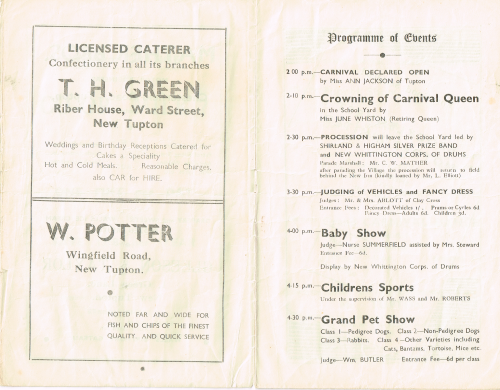 LICENSED CATERER
Confectionery in all its branches
T. H. GREEN
Riber House, Ward Street,
New Tupton
Weddings and Birthday Receptions Catered for
Cakes a Speciality
Hot and Cold Meals. Reasonable Charges.
also CAR for HIRE.
W. POTTER
Wingfield Road,
New Tupton.
NOTED FAR AND WIDE FOR
FISH AND CHIPS OF THE FINEST
QUALITY AND QUICK SERVICE
Programme of Events
2·00 p.m.—CARNIVAL DECLARED OPEN
by Miss ANN JACKSON of Tupton
2-10 p.m.—Crowning of Carnival Queen
in the School Yard by
Miss JUNE WHISTON (Retiring Queen)
2-30 p.m.—PROCESSION will leave the School Yard led by
SHIRLAND & HIGHAM SILVER PRIZE BAND
and NEW WHITTINGTON CORPS. OF DRUMS
Parade Marshall: Mr. C. W. MATHER
after parading the Village the procession will return to field
behind the New Inn (kindly loaned by Mr. L. Elliott)
3-30 p.m.—JUDGING of VEHICLES and FANCY DRESS
Judges: Mr. & Mrs. ABLOTT of Clay Cross
Entrance Fees: Decorated Vehicles 1/. Prams or Cycles 6d
Fancy Dress—Adults 6d. Children 3d.
4-00 p.m.—Baby Show
Judge—Nurse SUMMERFIELD assisted by Mrs. Steward
Entrance Fee—6d.
Display by New Whittington Corps. of Drums
4-15 p.m.—Childrens Sports
Under the supervision of Mr. WASS and Mr. ROBERTS
4-30 p.m.—Grand Pet Show
Class 1—Pedigree Dogs. Class 2—Non-Pedigree Dogs
Class 3—Rabbits. Class 4—Other Varieties including
Cats, Bantams, Tortoise, Mice etc.
Judge—Wm. BUTLER Entrance Fee—6d per class